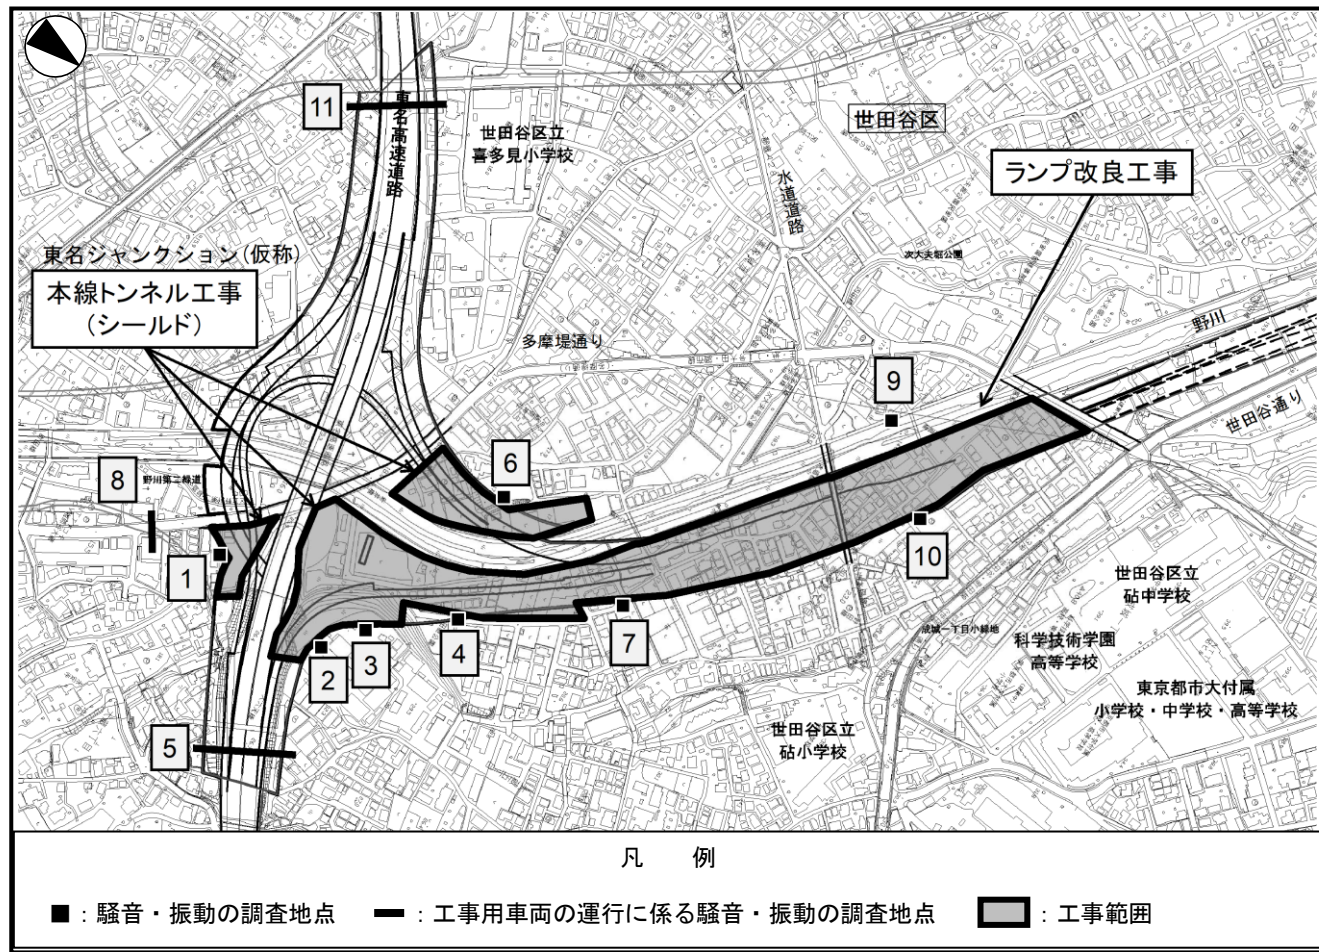 11
東名高速道路
世田谷区立
喜多見小学校
世田谷区
水道道路
ランプ改良工事
次大夫堀公園
東名ジャンクション(仮称)
本線トンネル工事
(シールド)
多摩堤通り
野川
世田谷通り
9
6
8
野川第二緑道
1
10
2
3
4
7
5
世田谷区立
砧中学校
成城一丁目小緑地
科学技術学園
高等学校
東京都市大付属
小学校・中学校・高等学校
世田谷区立
砧小学校
凡 例
■:騒音・振動の調査地点 ━:工事用車両の運行に係る騒音・振動の調査地点 :工事範囲